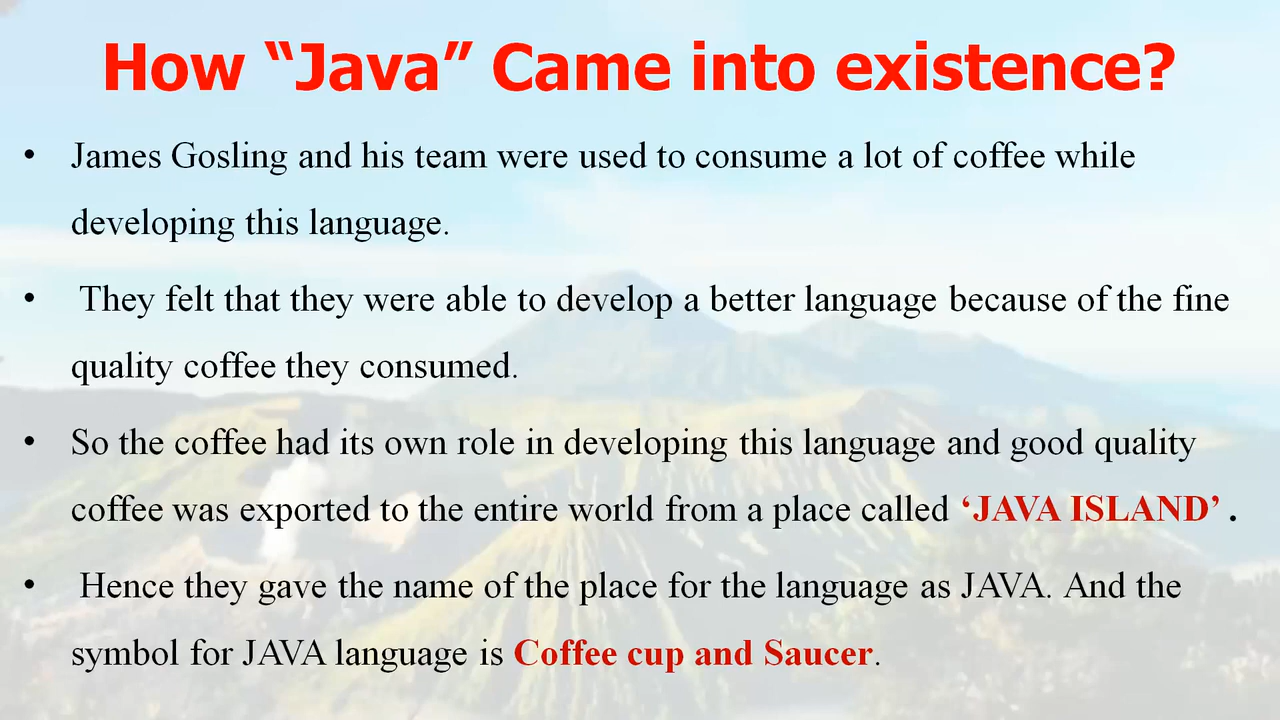 How “Java” Came into existence?
• James Gosling and his team were used to consume a lot of coffee while
developing this language.
• They felt that they were able to develop a better language because of the fine
quality coffee they consumed.
• So the coffee had its own role in developing this language and good quality
coffee was exported to the entire world from a place called ‘JAVA ISLAND’ .
• Hence they gave the name of the place for the language as JAVA. And the
symbol for JAVA language is Coffee cup and Saucer.